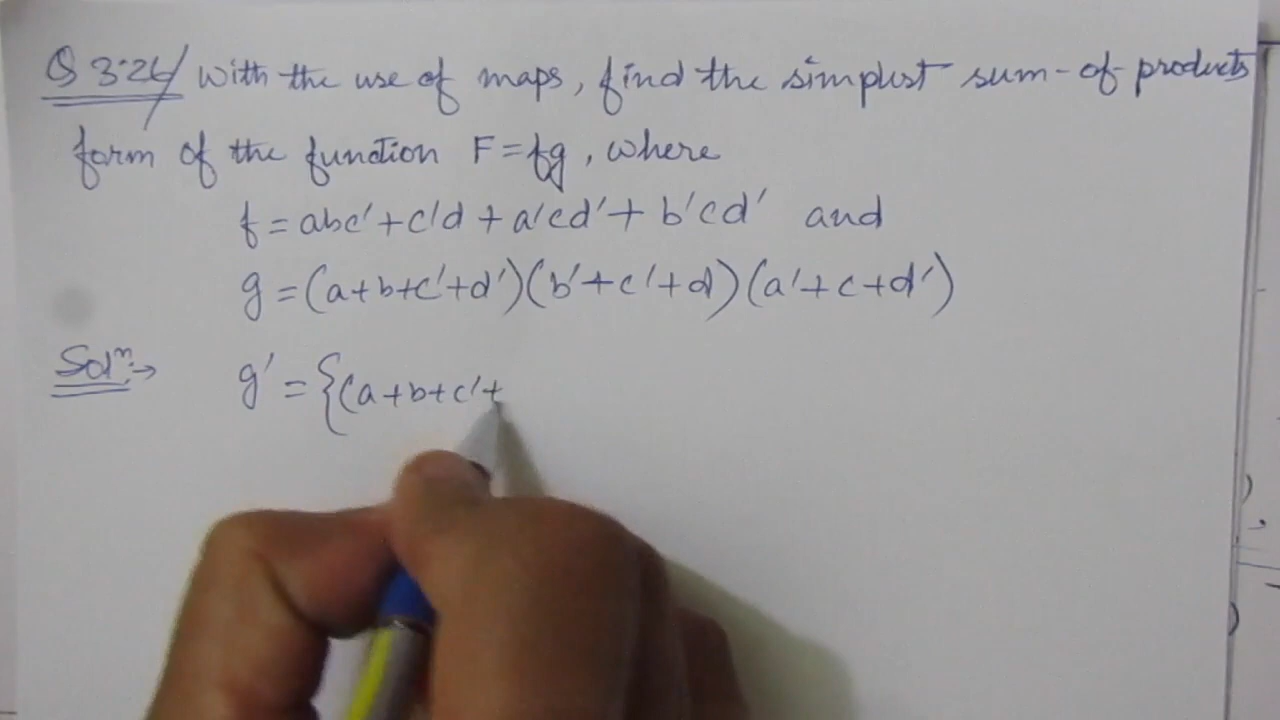 Q 3.26/ With the use of maps, find the simplest sum-of-products
form of the function F = fg, where
f = abc' + c'd + a'cd' + b'cd' and
g = (a+b+c'+d')(b'+c'+d)(a'+c+d')
Solⁿ:→ g' = {(a+b+c'+